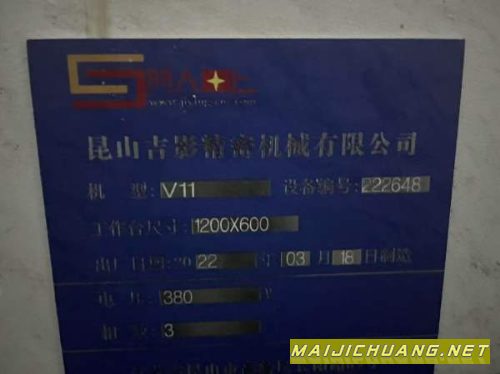 昆山吉影精密机械有限公司
机 型: V11 设备编号: 222648
工作台尺寸: 1200X600
出厂日期: 20 22 年 03 月 18 日制造
电 压: 380 V
相 数: 3
MAIJICHUANG.NET